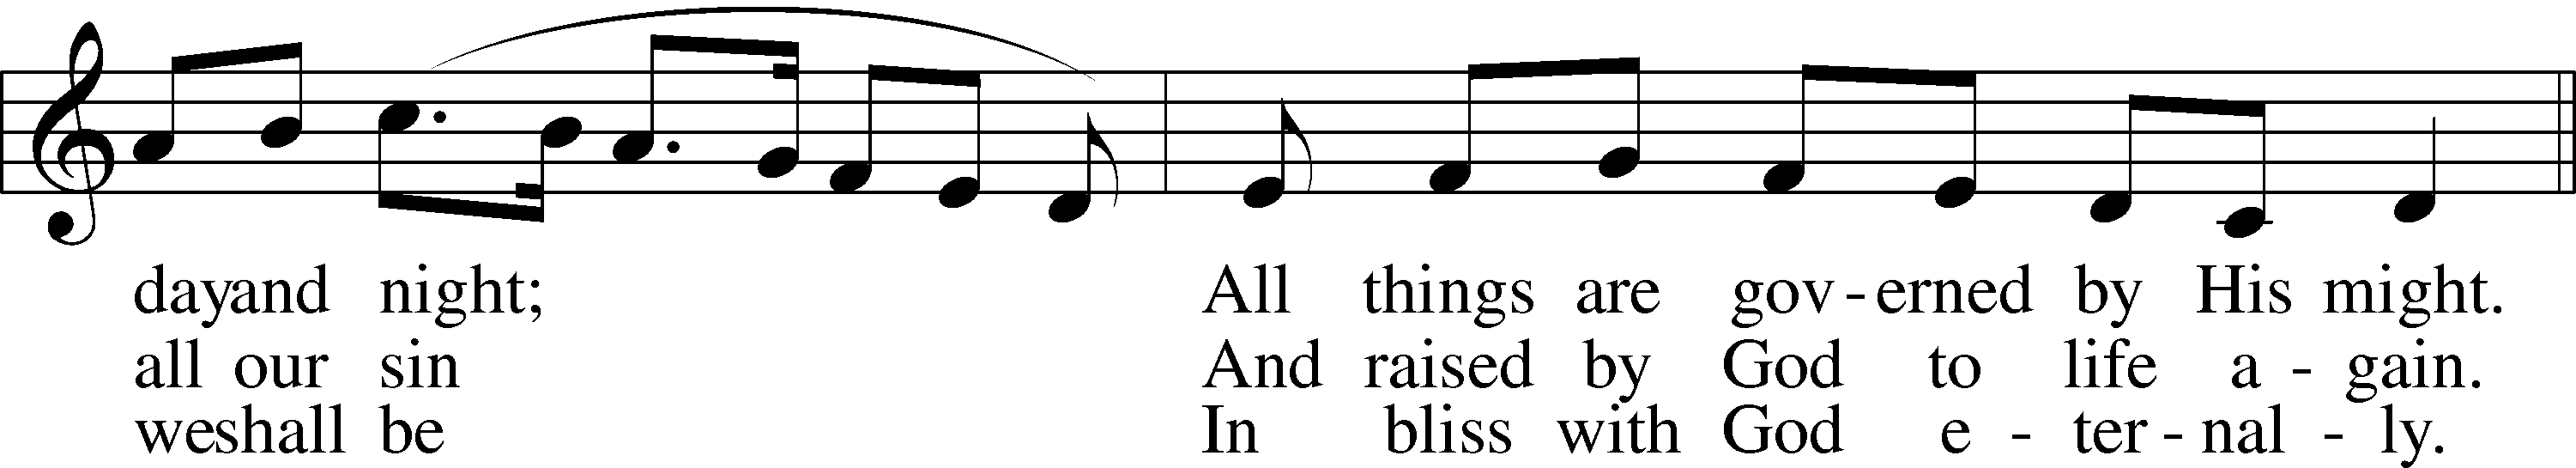 dayand night; All things are gov-erned by His might.
all our sin And raised by God to life a - gain.
weshall be In bliss with God e - ter - nal - ly.